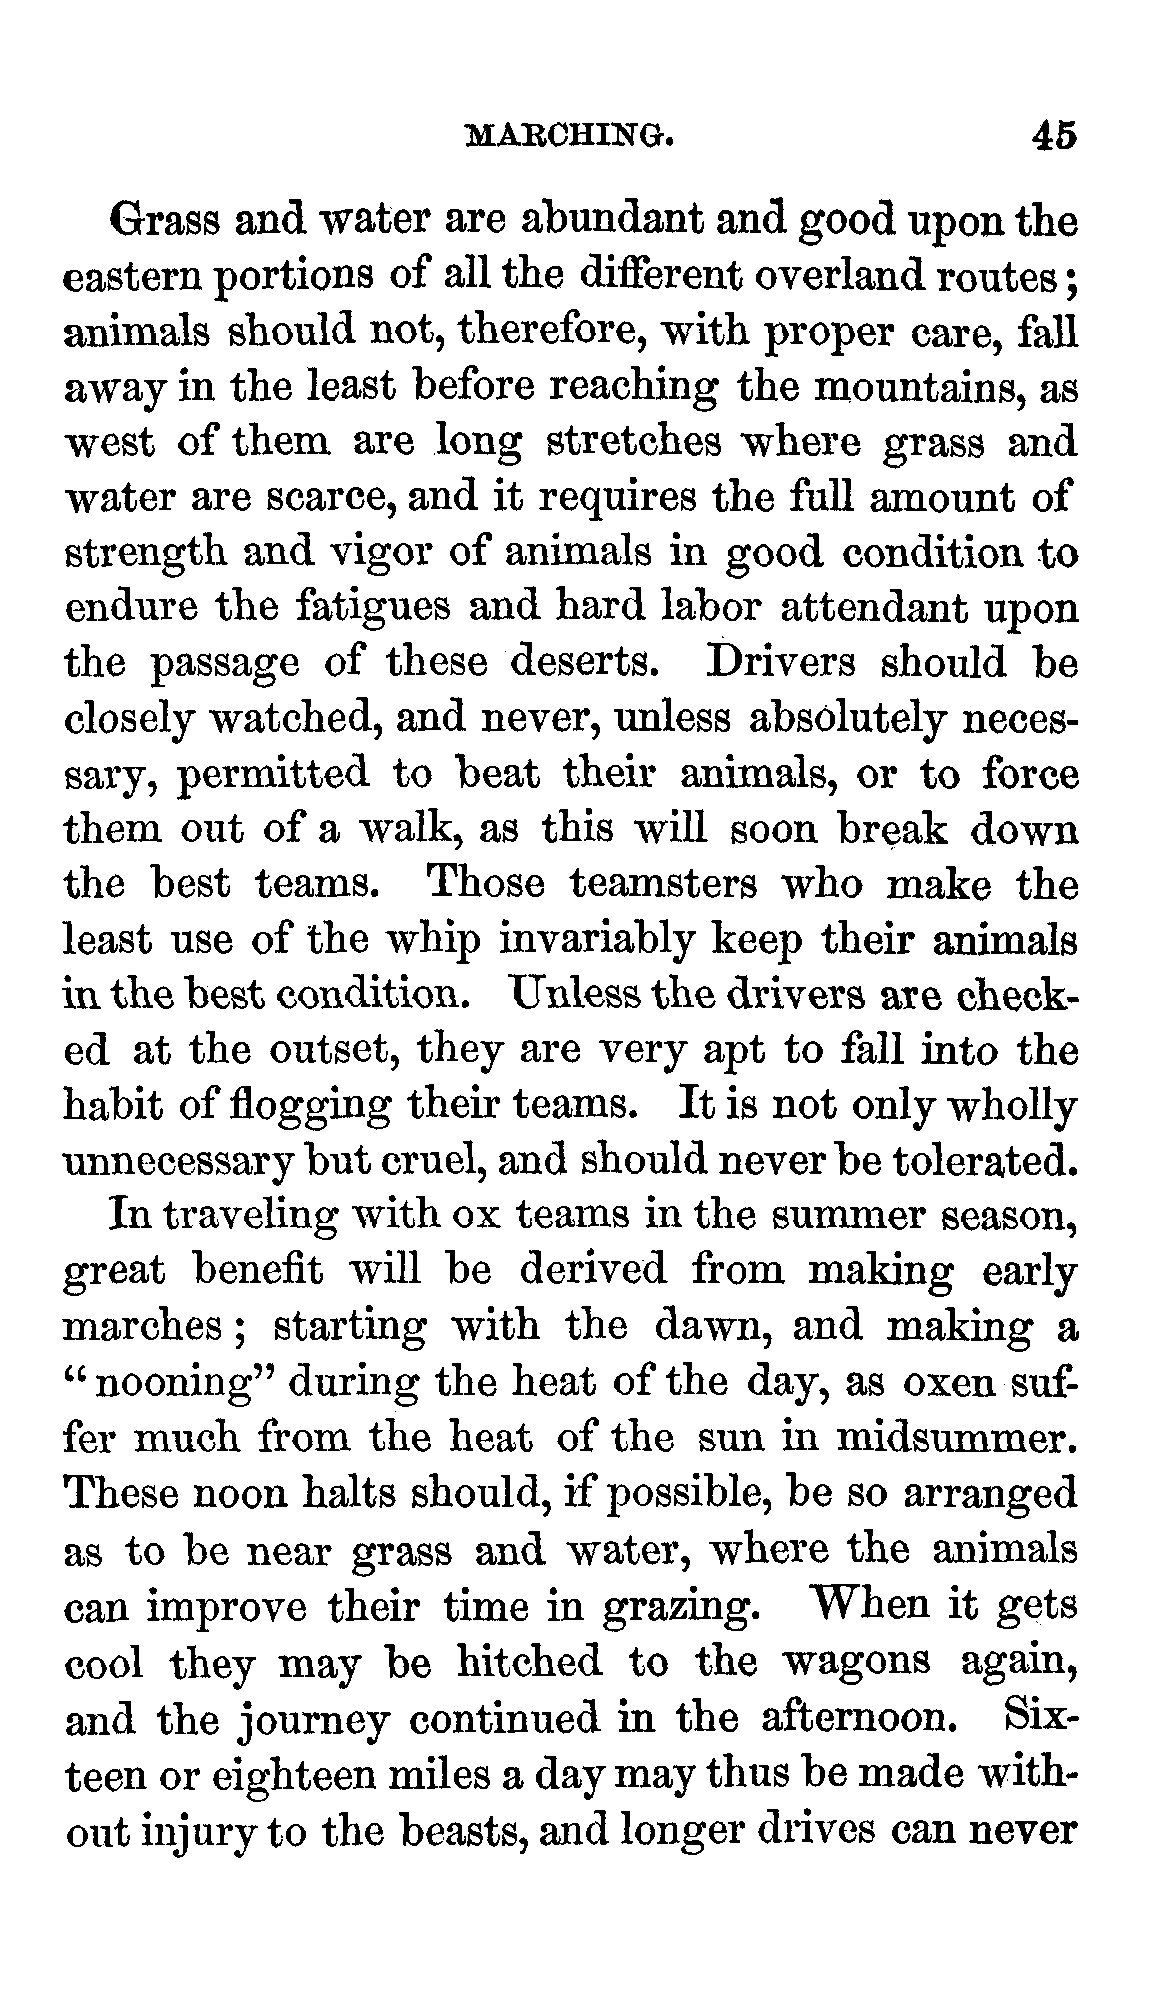 MARCHING. 45
Grass and water are abundant and good upon the
eastern portions of all the different overland routes;
animals should not, therefore, with proper care, fall
away in the least before reaching the mountains, as
west of them are long stretches where grass and
water are scarce, and it requires the full amount of
strength and vigor of animals in good condition to
endure the fatigues and hard labor attendant upon
the passage of these deserts. Drivers should be
closely watched, and never, unless absolutely neces-
sary, permitted to beat their animals, or to force
them out of a walk, as this will soon break down
the best teams. Those teamsters who make the
least use of the whip invariably keep their animals
in the best condition. Unless the drivers are check-
ed at the outset, they are very apt to fall into the
habit of flogging their teams. It is not only wholly
unnecessary but cruel, and should never be tolerated.
In traveling with ox teams in the summer season,
great benefit will be derived from making early
marches; starting with the dawn, and making a
"nooning" during the heat of the day, as oxen suf-
fer much from the heat of the sun in midsummer.
These noon halts should, if possible, be so arranged
as to be near grass and water, where the animals
can improve their time in grazing. When it gets
cool they may be hitched to the wagons again,
and the journey continued in the afternoon. Six-
teen or eighteen miles a day may thus be made with-
out injury to the beasts, and longer drives can never